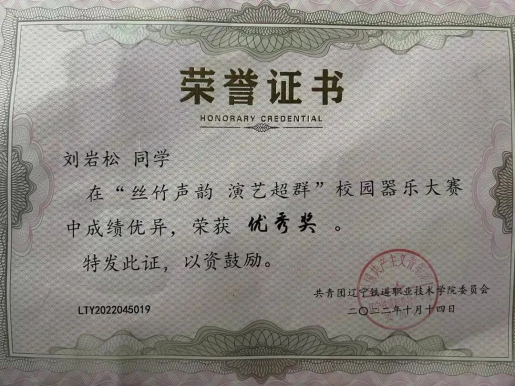 荣誉证书
HONORARY CREDENTIAL
刘岩松 同学
在“丝竹声韵 演艺超群”校园器乐大赛
中成绩优异，荣获 优秀奖 。
特发此证，以资鼓励。
共青团辽宁铁道职业技术学院委员会
LTY2022045019
二〇二二年十月十四日